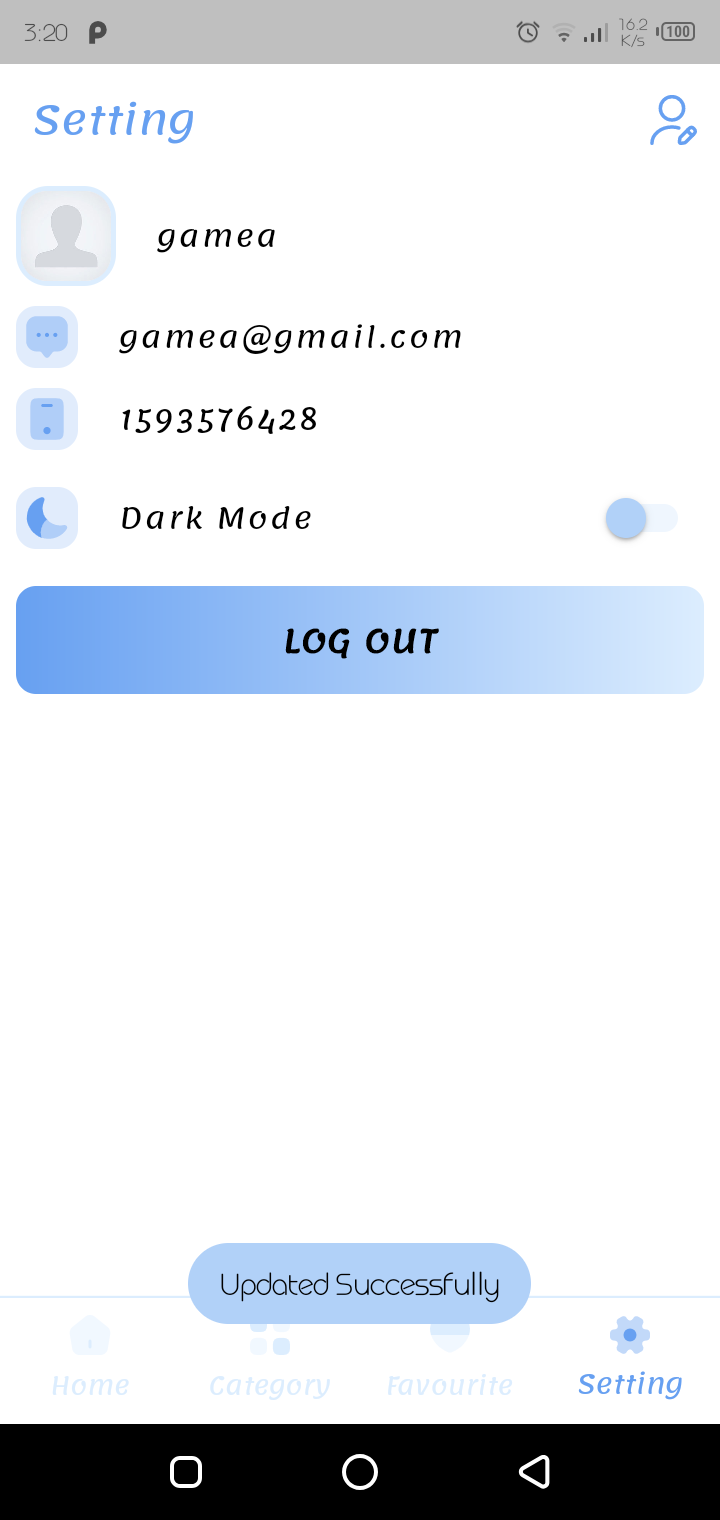 3:20
16.2
K/s
100
Setting
gamea
gamea@gmail.com
1593576428
Dark Mode
LOG OUT
Updated Successfully
Home
Category
Favourite
Setting